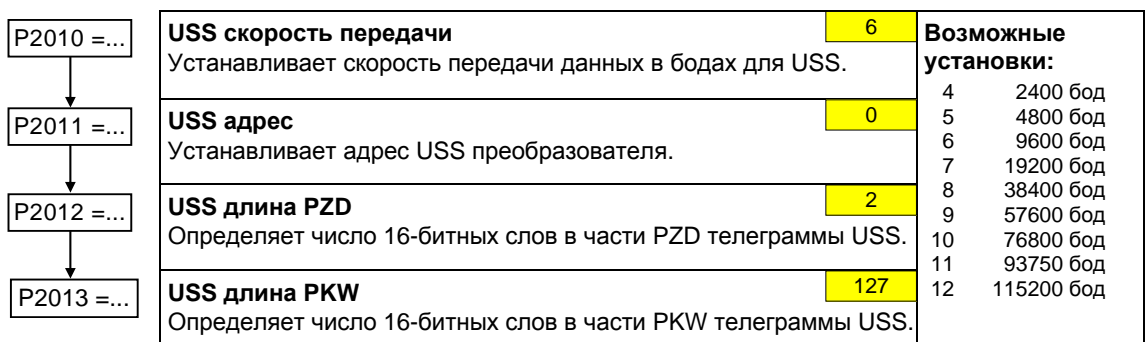 P2010 =...
USS скорость передачи 6
Устанавливает скорость передачи данных в бодах для USS.
P2011 =...
USS адрес 0
Устанавливает адрес USS преобразователя.
P2012 =...
USS длина PZD 2
Определяет число 16-битных слов в части PZD телеграммы USS.
P2013 =...
USS длина PKW 127
Определяет число 16-битных слов в части PKW телеграммы USS.
Возможные
установки:
4 2400 бод
5 4800 бод
6 9600 бод
7 19200 бод
8 38400 бод
9 57600 бод
10 76800 бод
11 93750 бод
12 115200 бод